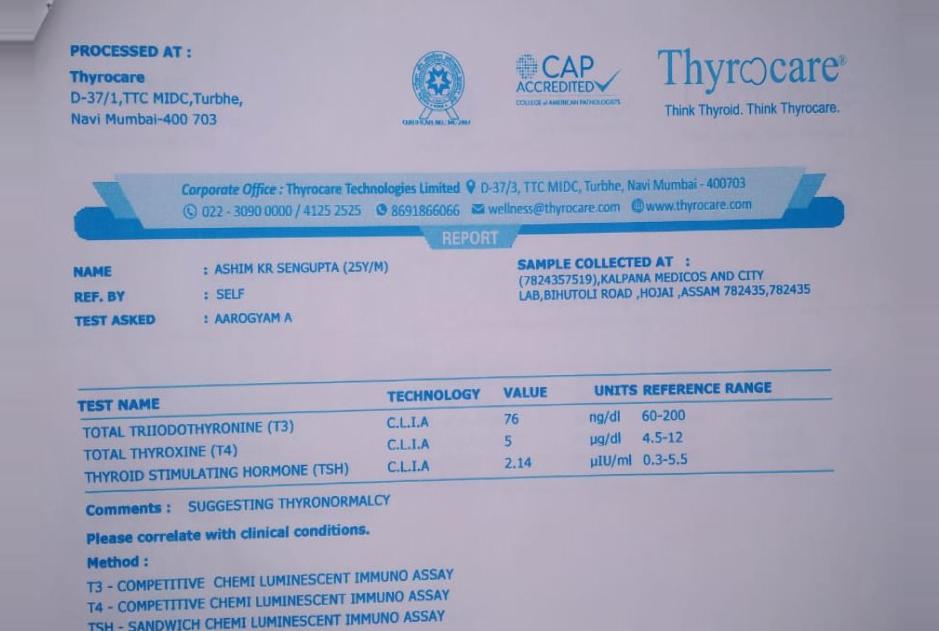 PROCESSED AT :
Thyrocare
D-37/1,TTC MIDC,Turbhe,
Navi Mumbai-400 703
CAP
ACCREDITED
COLLEGE of AMERICAN PATHOLOGISTS
Thyrocare®
Think Thyroid. Think Thyrocare.
Corporate Office : Thyrocare Technologies Limited D-37/3, TTC MIDC, Turbhe, Navi Mumbai - 400703
022 - 3090 0000 / 4125 2525 8691866066 wellness@thyrocare.com www.thyrocare.com
REPORT
NAME : ASHIM KR SENGUPTA (25Y/M)
REF. BY : SELF
TEST ASKED : AAROGYAM A
SAMPLE COLLECTED AT :
(7824357519),KALPANA MEDICOS AND CITY
LAB,BIHUTOLI ROAD ,HOJAI ,ASSAM 782435,782435
TEST NAME TECHNOLOGY VALUE UNITS REFERENCE RANGE
TOTAL TRIIODOTHYRONINE (T3) C.L.I.A 76 ng/dl 60-200
TOTAL THYROXINE (T4) C.L.I.A 5 µg/dl 4.5-12
THYROID STIMULATING HORMONE (TSH) C.L.I.A 2.14 µIU/ml 0.3-5.5
Comments : SUGGESTING THYRONORMALCY
Please correlate with clinical conditions.
Method :
T3 - COMPETITIVE CHEMI LUMINESCENT IMMUNO ASSAY
T4 - COMPETITIVE CHEMI LUMINESCENT IMMUNO ASSAY
TSH - SANDWICH CHEMI LUMINESCENT IMMUNO ASSAY